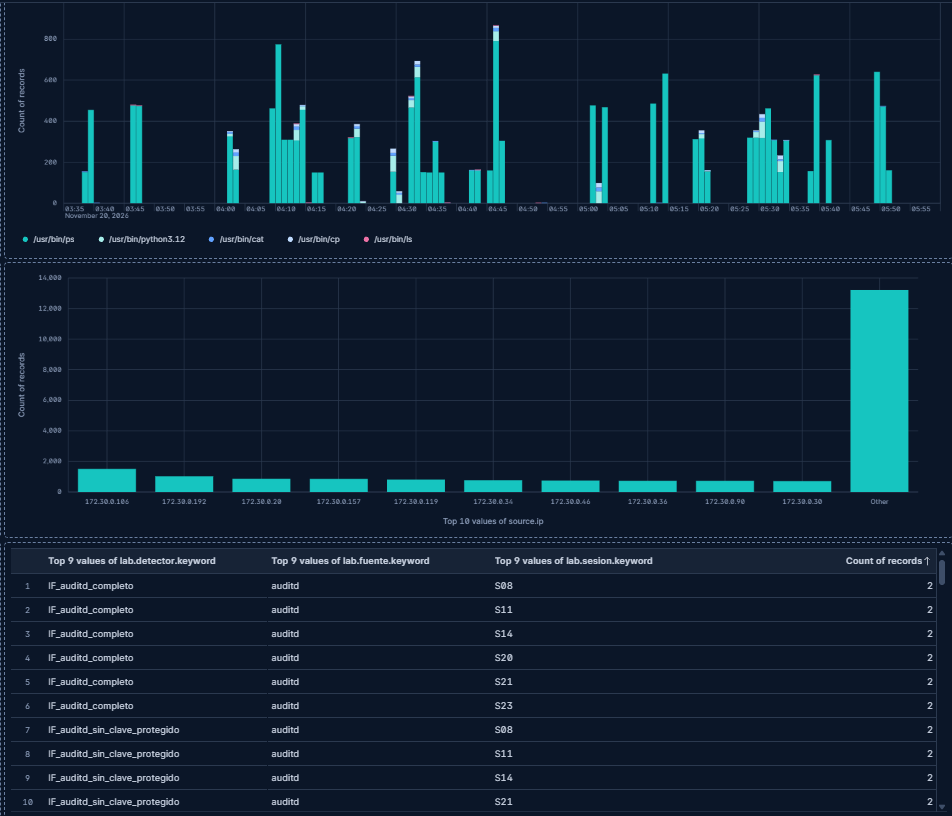 800
600
400
200
0
Count of records
03:35 03:40 03:45 03:50 03:55 04:00 04:05 04:10 04:15 04:20 04:25 04:30 04:35 04:40 04:45 04:50 04:55 05:00 05:05 05:10 05:15 05:20 05:25 05:30 05:35 05:40 05:45 05:50 05:55
November 20, 2026
/usr/bin/ps /usr/bin/python3.12 /usr/bin/cat /usr/bin/cp /usr/bin/ls
14,000
12,000
10,000
8,000
6,000
4,000
2,000
0
Count of records
172.30.0.106 172.30.0.192 172.30.0.20 172.30.0.157 172.30.0.119 172.30.0.34 172.30.0.46 172.30.0.36 172.30.0.90 172.30.0.30 Other
Top 10 values of source.ip
Top 9 values of lab.detector.keyword Top 9 values of lab.fuente.keyword Top 9 values of lab.sesion.keyword Count of records ↑
1 IF_auditd_completo auditd S08 2
2 IF_auditd_completo auditd S11 2
3 IF_auditd_completo auditd S14 2
4 IF_auditd_completo auditd S20 2
5 IF_auditd_completo auditd S21 2
6 IF_auditd_completo auditd S23 2
7 IF_auditd_sin_clave_protegido auditd S08 2
8 IF_auditd_sin_clave_protegido auditd S11 2
9 IF_auditd_sin_clave_protegido auditd S14 2
10 IF_auditd_sin_clave_protegido auditd S21 2